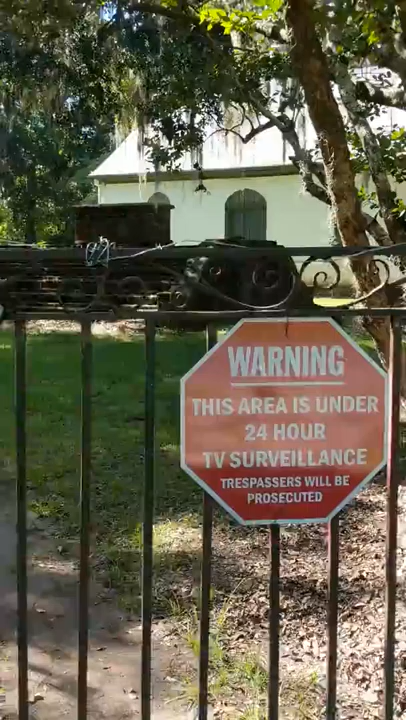 WARNING
THIS AREA IS UNDER
24 HOUR
TV SURVEILLANCE
TRESPASSERS WILL BE
PROSECUTED